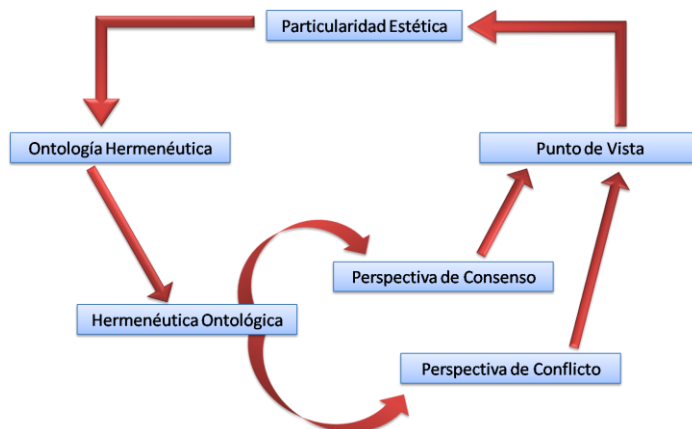 Particularidad Estética
Ontología Hermenéutica
Punto de Vista
Perspectiva de Consenso
Hermenéutica Ontológica
Perspectiva de Conflicto